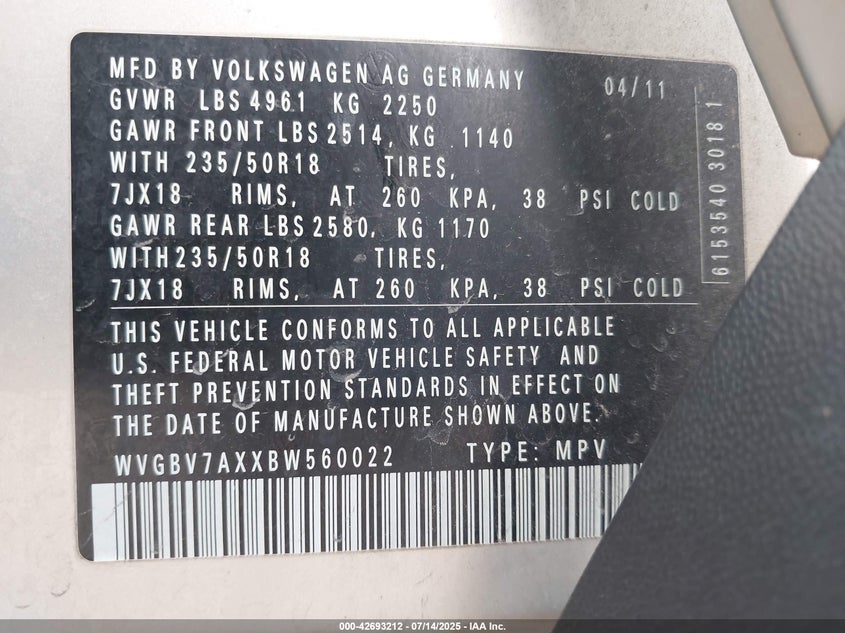 MFD BY VOLKSWAGEN AG GERMANY 04/11
GVWR LBS 4961 KG 2250
GAWR FRONT LBS 2514, KG 1140
WITH 235/50R18 TIRES,
7JX18 RIMS, AT 260 KPA, 38 PSI COLD
GAWR REAR LBS 2580, KG 1170
WITH 235/50R18 TIRES,
7JX18 RIMS, AT 260 KPA, 38 PSI COLD
THIS VEHICLE CONFORMS TO ALL APPLICABLE
U.S. FEDERAL MOTOR VEHICLE SAFETY AND
THEFT PREVENTION STANDARDS IN EFFECT ON
THE DATE OF MANUFACTURE SHOWN ABOVE.
WVGBV7AXXBW560022 TYPE: MPV
6153540 3018 1
000-42693212 - 07/14/2025 - IAA Inc.